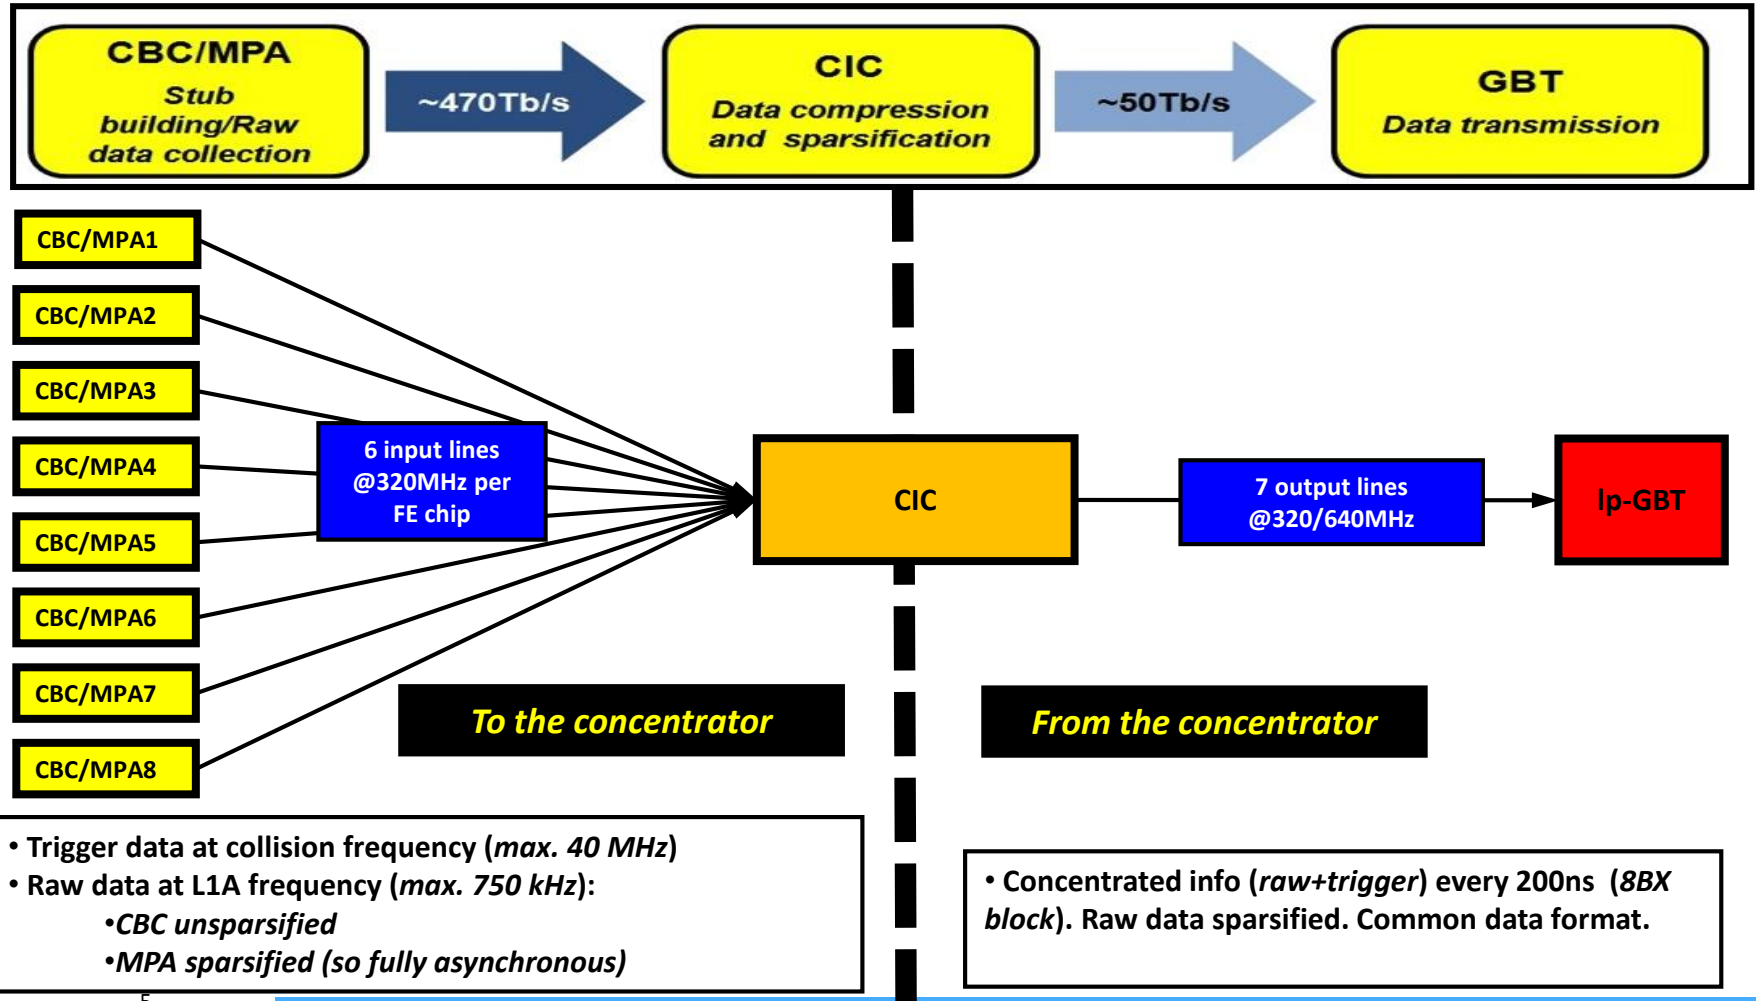 CBC/MPA
Stub
building/Raw
data collection
~470Tb/s
CIC
Data compression
and sparsification
~50Tb/s
GBT
Data transmission
CBC/MPA1
CBC/MPA2
CBC/MPA3
CBC/MPA4
CBC/MPA5
CBC/MPA6
CBC/MPA7
CBC/MPA8
6 input lines
@320MHz per
FE chip
CIC
7 output lines
@320/640MHz
lp-GBT
To the concentrator
From the concentrator
• Trigger data at collision frequency (max. 40 MHz)
• Raw data at L1A frequency (max. 750 kHz):
•CBC unsparsified
•MPA sparsified (so fully asynchronous)
• Concentrated info (raw+trigger) every 200ns (8BX
block). Raw data sparsified. Common data format.